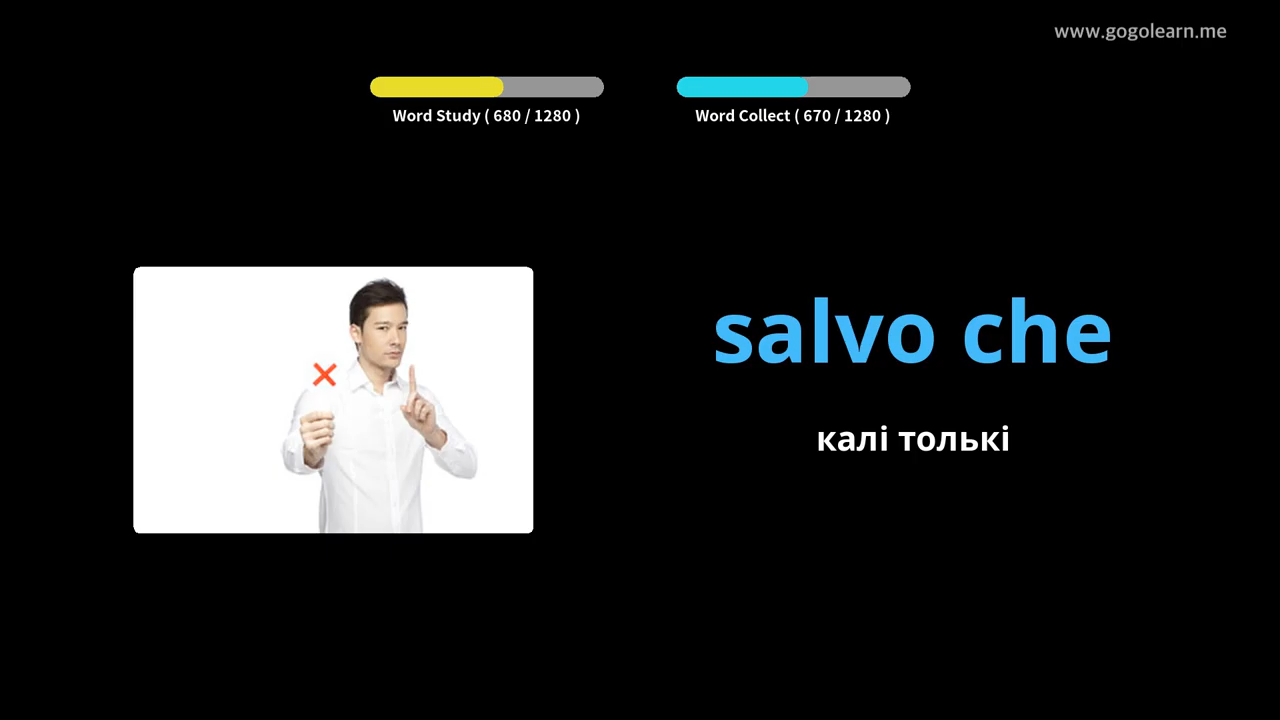 www.gogolearn.me
Word Study ( 680 / 1280 )
Word Collect ( 670 / 1280 )
salvo che
калі толькі